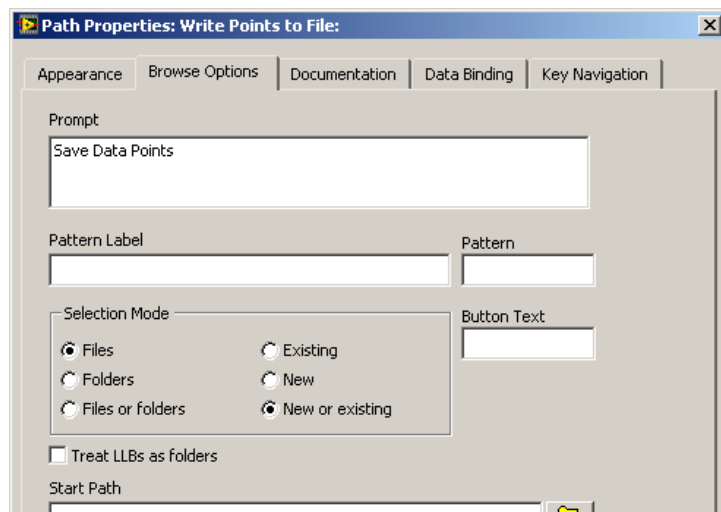 Path Properties: Write Points to File:
Appearance Browse Options Documentation Data Binding Key Navigation
Prompt
Save Data Points
Pattern Label Pattern
Selection Mode Button Text
Files Existing
Folders New
Files or folders New or existing
Treat LLBs as folders
Start Path